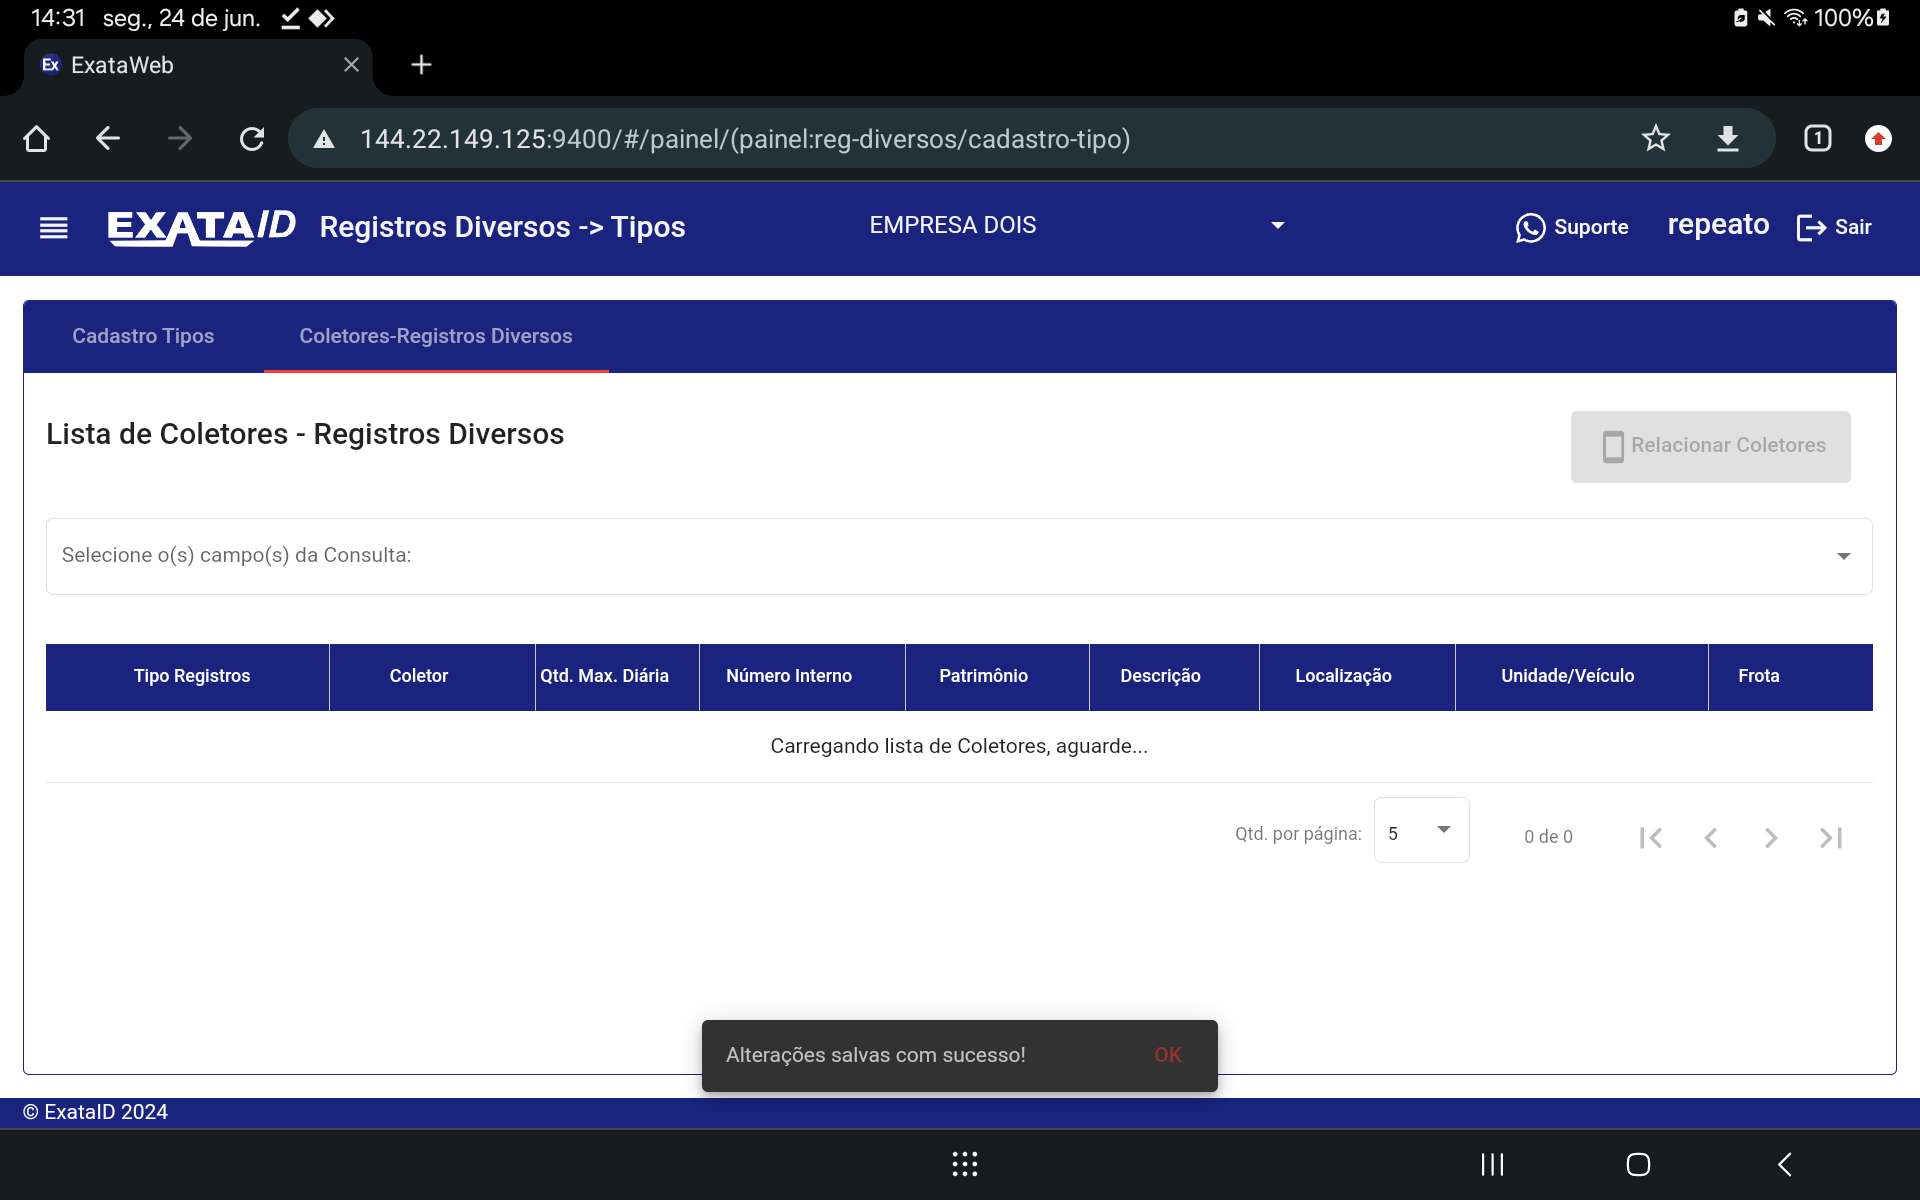 14:31 seg., 24 de jun. 100%
Ex ExataWeb
144.22.149.125:9400/#/painel/(painel:reg-diversos/cadastro-tipo) 1
EXATAID Registros Diversos -> Tipos EMPRESA DOIS Suporte repeato Sair
Cadastro Tipos Coletores-Registros Diversos
Lista de Coletores - Registros Diversos Relacionar Coletores
Selecione o(s) campo(s) da Consulta:
Tipo Registros Coletor Qtd. Max. Diária Número Interno Patrimônio Descrição Localização Unidade/Veículo Frota
Carregando lista de Coletores, aguarde...
Qtd. por página: 5 0 de 0
Alterações salvas com sucesso! OK
© ExataID 2024